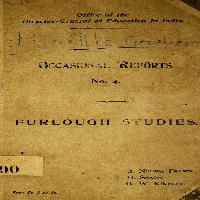 Office of the
Director-General of Education in India.
OCCASIONAL REPORTS
No. 4.
FURLOUGH STUDIES.
90
J. Nelson Fraser
H. Sharp
G. W. Küchler